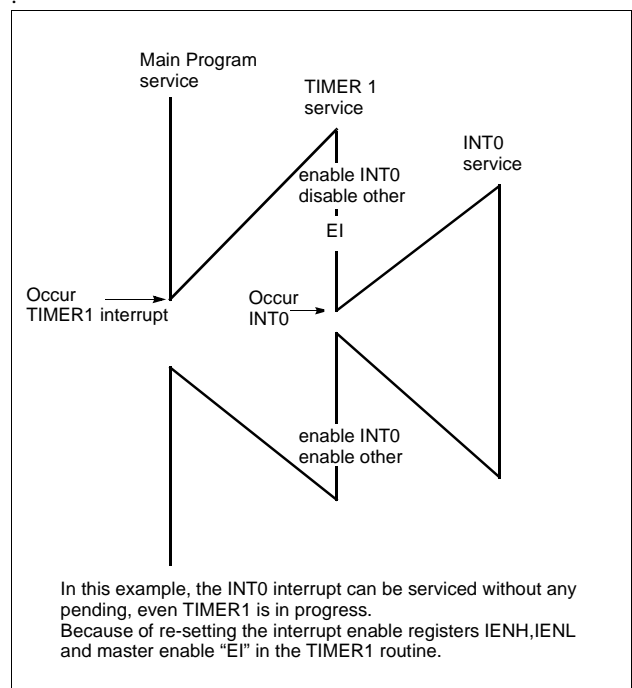 .
Main Program
service
TIMER 1
service
INT0
service
enable INT0
disable other
EI
Occur
TIMER1 interrupt
Occur
INT0
enable INT0
enable other
In this example, the INT0 interrupt can be serviced without any
pending, even TIMER1 is in progress.
Because of re-setting the interrupt enable registers IENH,IENL
and master enable “EI” in the TIMER1 routine.